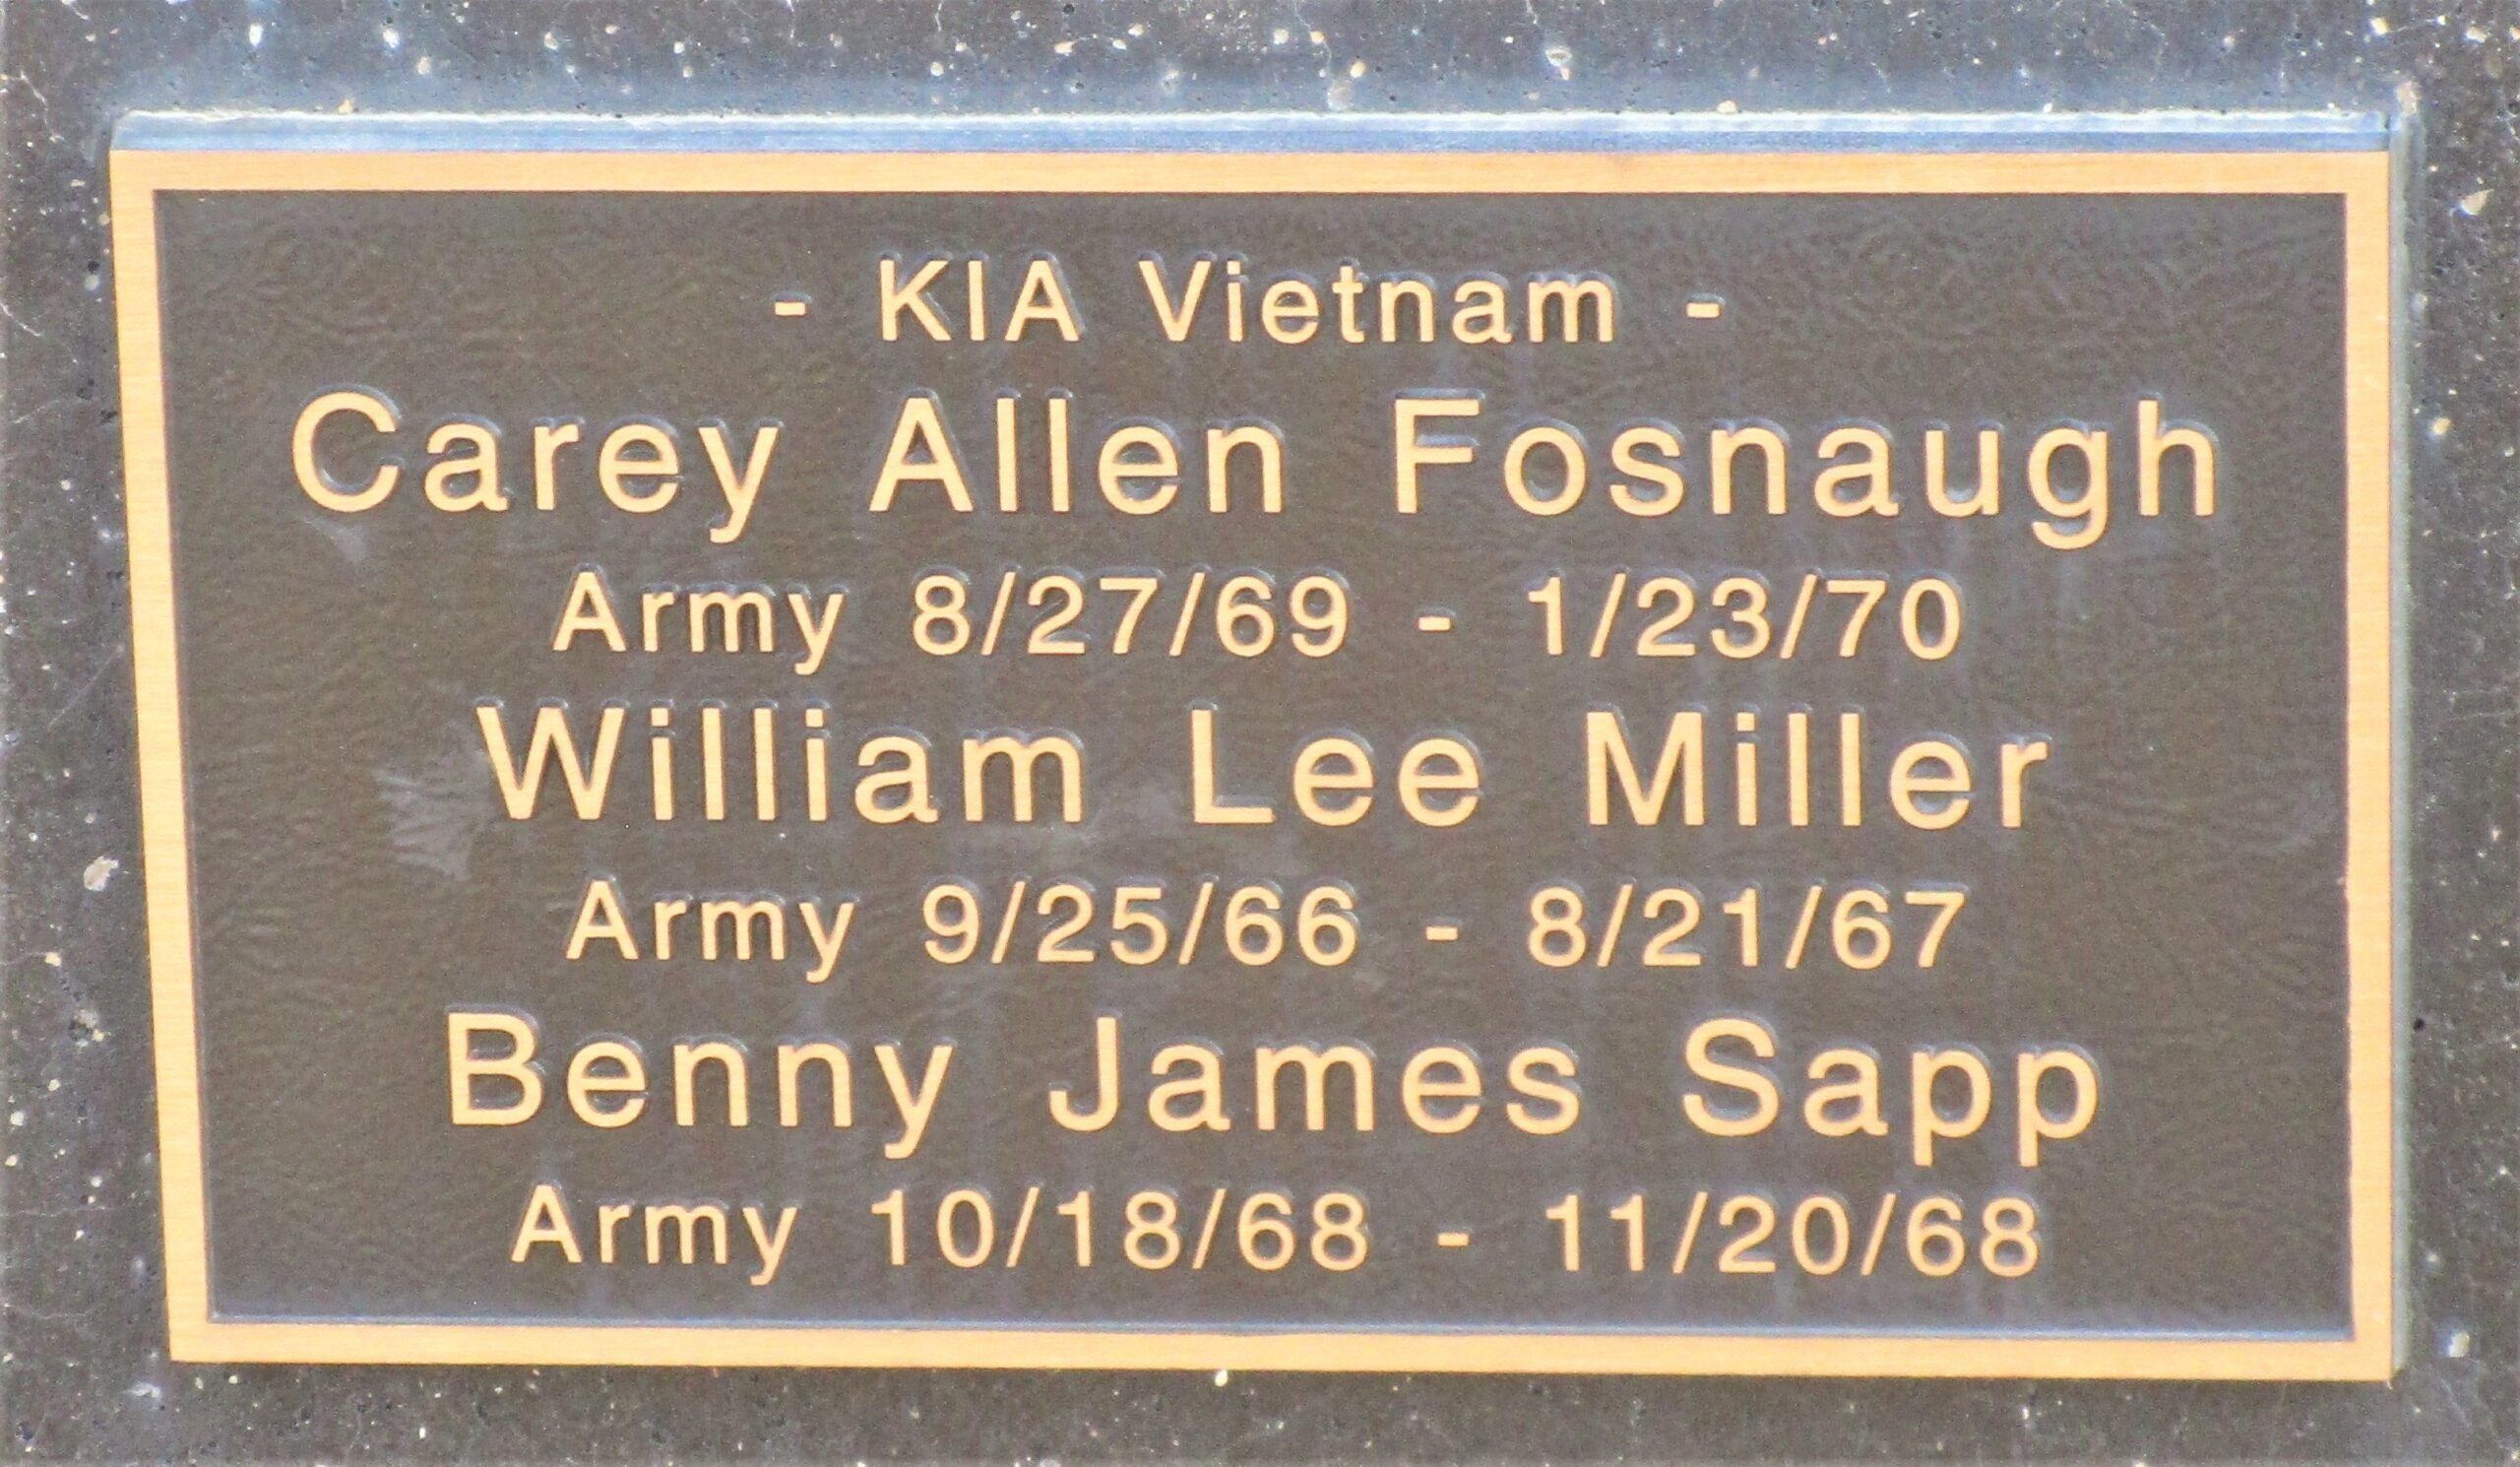 - KIA Vietnam -
Carey Allen Fosnaugh
Army 8/27/69 - 1/23/70
William Lee Miller
Army 9/25/66 - 8/21/67
Benny James Sapp
Army 10/18/68 - 11/20/68